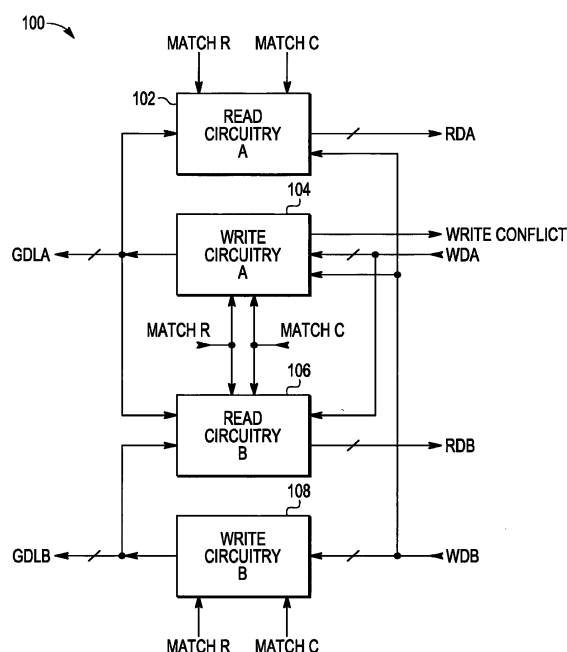 100
MATCH R
MATCH C
102
READ
CIRCUITRY
A
RDA
104
WRITE
CIRCUITRY
A
WRITE CONFLICT
GDLA
WDA
MATCH R
MATCH C
106
READ
CIRCUITRY
B
RDB
108
WRITE
CIRCUITRY
B
GDLB
WDB
MATCH R
MATCH C